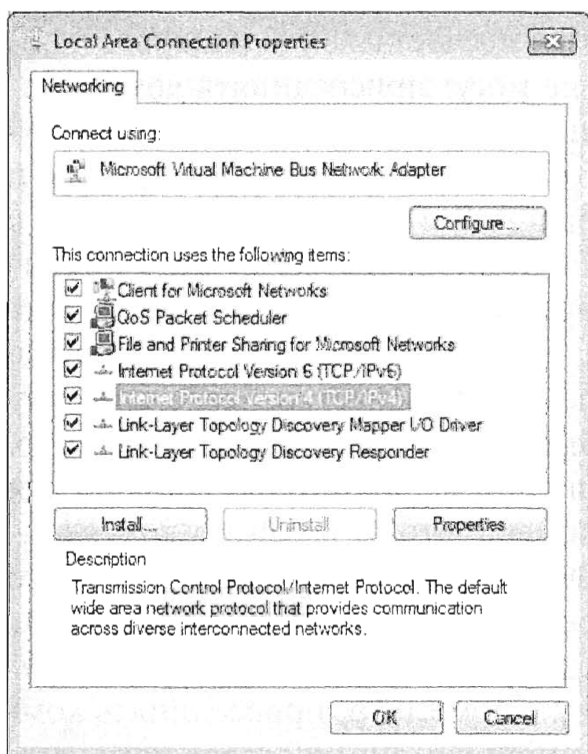 Local Area Connection Properties
Networking
Connect using:
Microsoft Virtual Machine Bus Network Adapter
Configure...
This connection uses the following items:
Client for Microsoft Networks
QoS Packet Scheduler
File and Printer Sharing for Microsoft Networks
Internet Protocol Version 6 (TCP/IPv6)
Internet Protocol Version 4 (TCP/IPv4)
Link-Layer Topology Discovery Mapper I/O Driver
Link-Layer Topology Discovery Responder
Install...
Uninstall
Properties
Description
Transmission Control Protocol/Internet Protocol. The default
wide area network protocol that provides communication
across diverse interconnected networks.
OK
Cancel